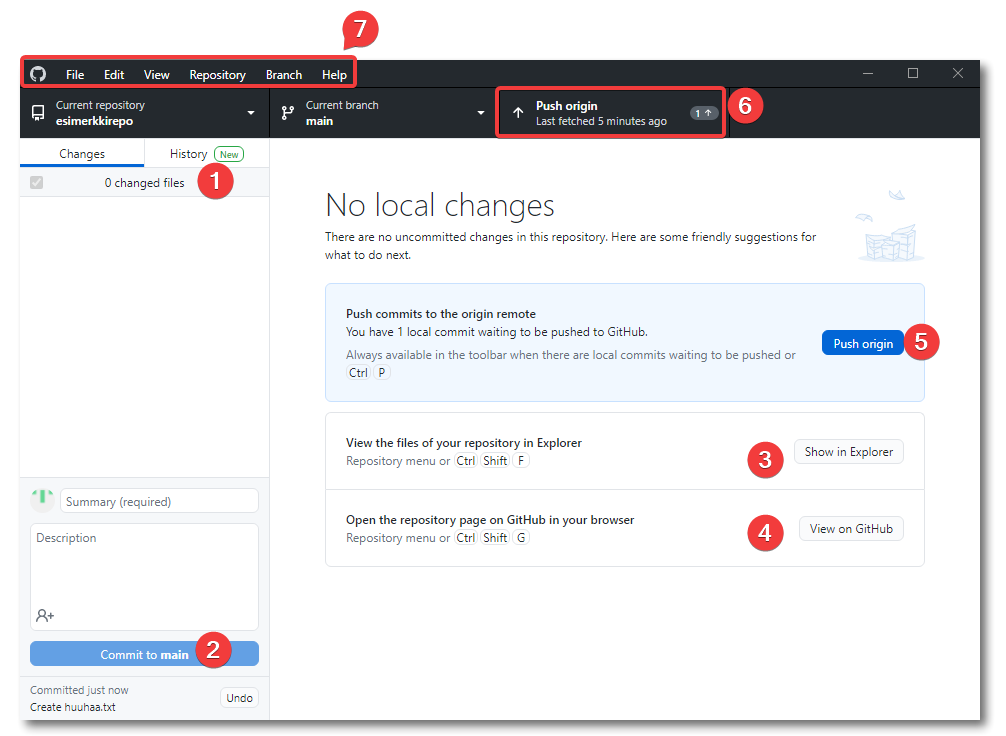 7
File Edit View Repository Branch Help
Current repository
esimerkkirepo
Current branch
main
Push origin
Last fetched 5 minutes ago
1
6
Changes
History New
0 changed files
1
No local changes
There are no uncommitted changes in this repository. Here are some friendly suggestions for
what to do next.
Push commits to the origin remote
You have 1 local commit waiting to be pushed to GitHub.
Always available in the toolbar when there are local commits waiting to be pushed or
Ctrl P
Push origin
5
View the files of your repository in Explorer
Repository menu or Ctrl Shift F
3
Show in Explorer
Open the repository page on GitHub in your browser
Repository menu or Ctrl Shift G
4
View on GitHub
Summary (required)
Description
Commit to main
2
Committed just now
Create huuhaa.txt
Undo